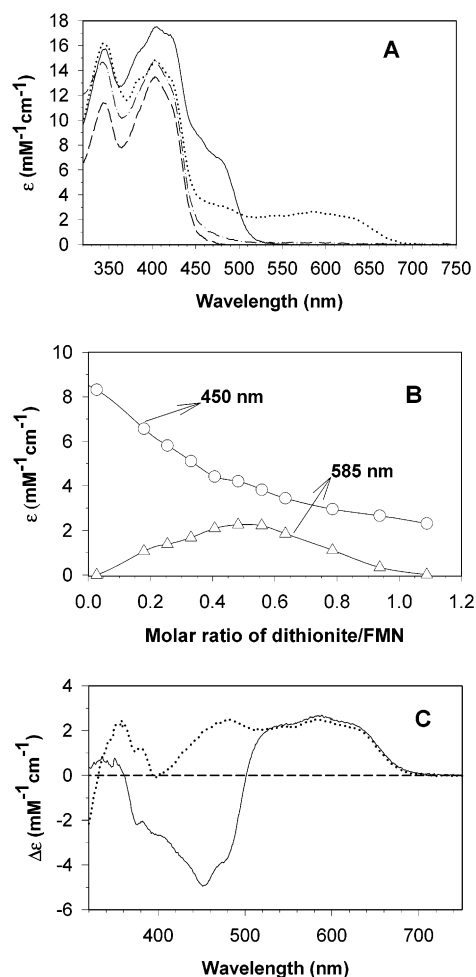 18
16
14
12
10
8
6
4
2
0
A
ε (mM⁻¹cm⁻¹)
350 400 450 500 550 600 650 700 750
Wavelength (nm)
10
8
6
4
2
0
B
450 nm
585 nm
ε (mM⁻¹cm⁻¹)
0.0 0.2 0.4 0.6 0.8 1.0 1.2
Molar ratio of dithionite/FMN
4
2
0
-2
-4
-6
C
Δε (mM⁻¹cm⁻¹)
400 500 600 700
Wavelength (nm)